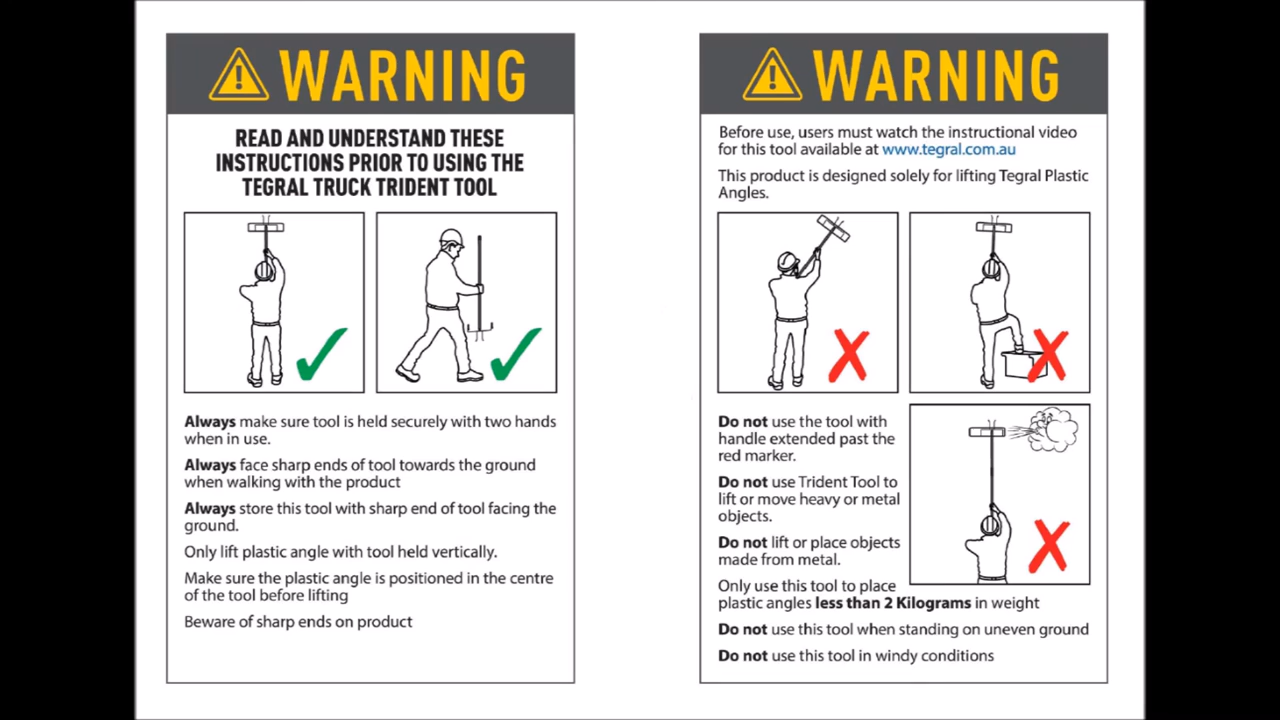 WARNING
READ AND UNDERSTAND THESE
INSTRUCTIONS PRIOR TO USING THE
TEGRAL TRUCK TRIDENT TOOL
Always make sure tool is held securely with two hands
when in use.
Always face sharp ends of tool towards the ground
when walking with the product
Always store this tool with sharp end of tool facing the
ground.
Only lift plastic angle with tool held vertically.
Make sure the plastic angle is positioned in the centre
of the tool before lifting
Beware of sharp ends on product
WARNING
Before use, users must watch the instructional video
for this tool available at www.tegral.com.au
This product is designed solely for lifting Tegral Plastic
Angles.
Do not use the tool with
handle extended past the
red marker.
Do not use Trident Tool to
lift or move heavy or metal
objects.
Do not lift or place objects
made from metal.
Only use this tool to place
plastic angles less than 2 Kilograms in weight
Do not use this tool when standing on uneven ground
Do not use this tool in windy conditions